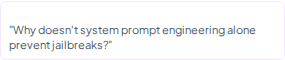 "Why doesn't system prompt engineering alone
prevent jailbreaks?"